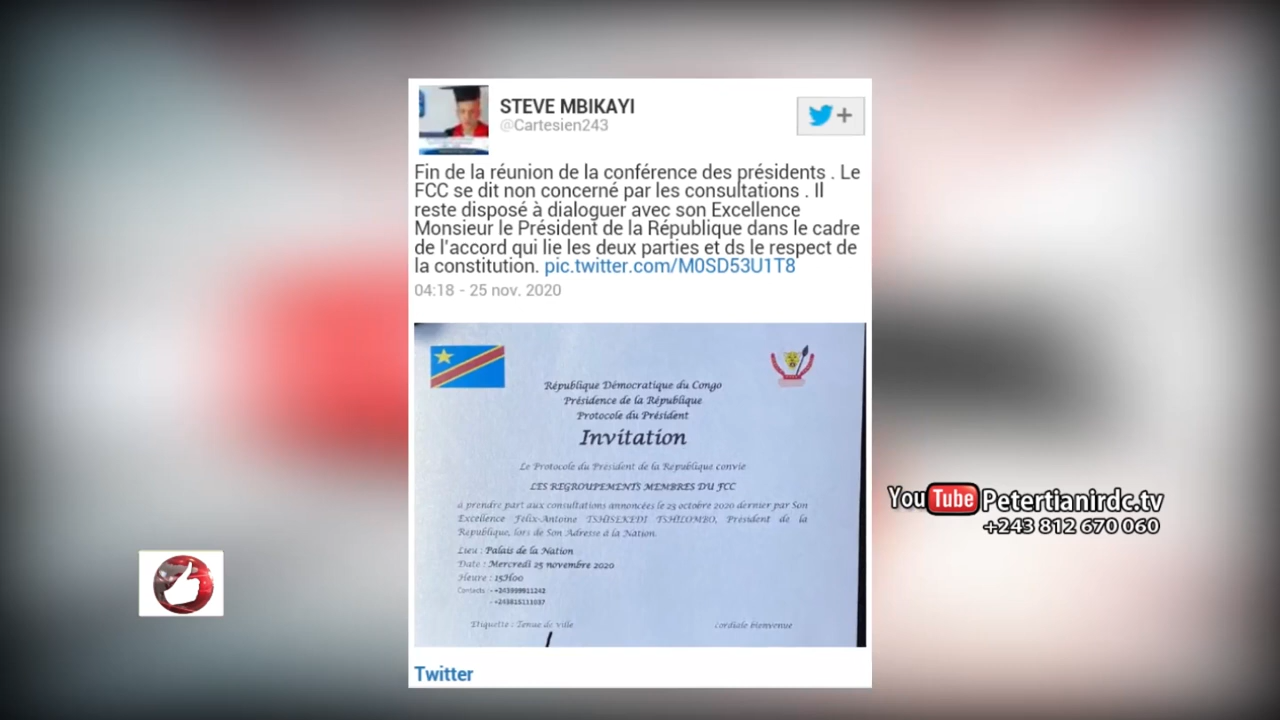 STEVE MBIKAYI
@Cartesien243
Fin de la réunion de la conférence des présidents . Le
FCC se dit non concerné par les consultations . Il
reste disposé à dialoguer avec son Excellence
Monsieur le Président de la République dans le cadre
de l'accord qui lie les deux parties et ds le respect de
la constitution. pic.twitter.com/M0SD53U1T8
04:18 - 25 nov. 2020
République Démocratique du Congo
Présidence de la République
Protocole du Président
Invitation
Le Protocole du Président de la République convie
LES REGROUPEMENTS MEMBRES DU FCC
à prendre part aux consultations annoncées le 23 octobre 2020 dernier par Son
Excellence Félix-Antoine TSHISEKEDI TSHILOMBO, Président de la
République, lors de Son Adresse à la Nation.
Lieu : Palais de la Nation
Date : Mercredi 25 novembre 2020
Heure : 15H00
Contacts : - +243999911242
- +243815111037
Etiquette : Tenue de ville
Cordiale bienvenue
Twitter
YouTube Petertianirdc.tv
+243 812 670 060